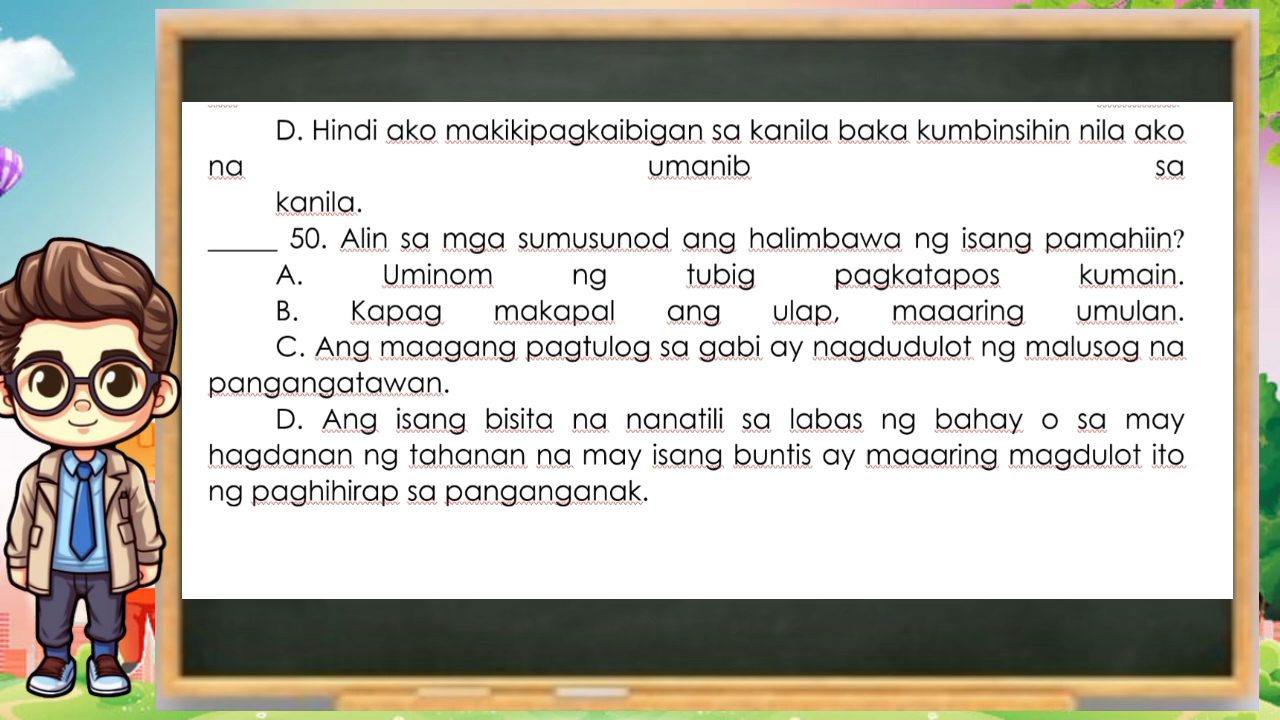 D. Hindi ako makikipagkaibigan sa kanila baka kumbinsihin nila ako
na umanib sa
kanila.
_____ 50. Alin sa mga sumusunod ang halimbawa ng isang pamahiin?
A. Uminom ng tubig pagkatapos kumain.
B. Kapag makapal ang ulap, maaaring umulan.
C. Ang maagang pagtulog sa gabi ay nagdudulot ng malusog na
pangangatawan.
D. Ang isang bisita na nanatili sa labas ng bahay o sa may
hagdanan ng tahanan na may isang buntis ay maaaring magdulot ito
ng paghihirap sa panganganak.